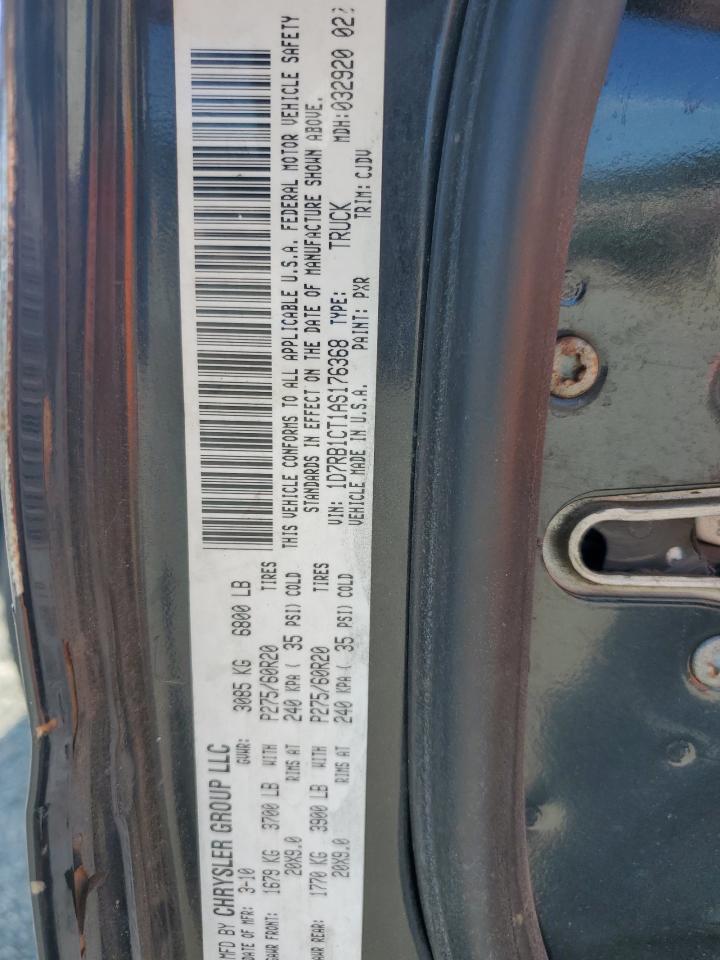 MFD BY CHRYSLER GROUP LLC
DATE OF MFR: 3-10 GVWR: 3085 KG 6800 LB
GAWR FRONT: 1679 KG 3700 LB WITH P275/60R20 TIRES
20X9.0 RIMS AT 240 KPA ( 35 PSI) COLD
GAWR REAR: 1770 KG 3900 LB WITH P275/60R20 TIRES
20X9.0 RIMS AT 240 KPA ( 35 PSI) COLD
THIS VEHICLE CONFORMS TO ALL APPLICABLE U.S.A. FEDERAL MOTOR VEHICLE SAFETY
STANDARDS IN EFFECT ON THE DATE OF MANUFACTURE SHOWN ABOVE.
VIN: 1D7RB1CT1AS176368 TYPE: TRUCK MDH:032920
VEHICLE MADE IN U.S.A. PAINT: PXR TRIM: CJDV